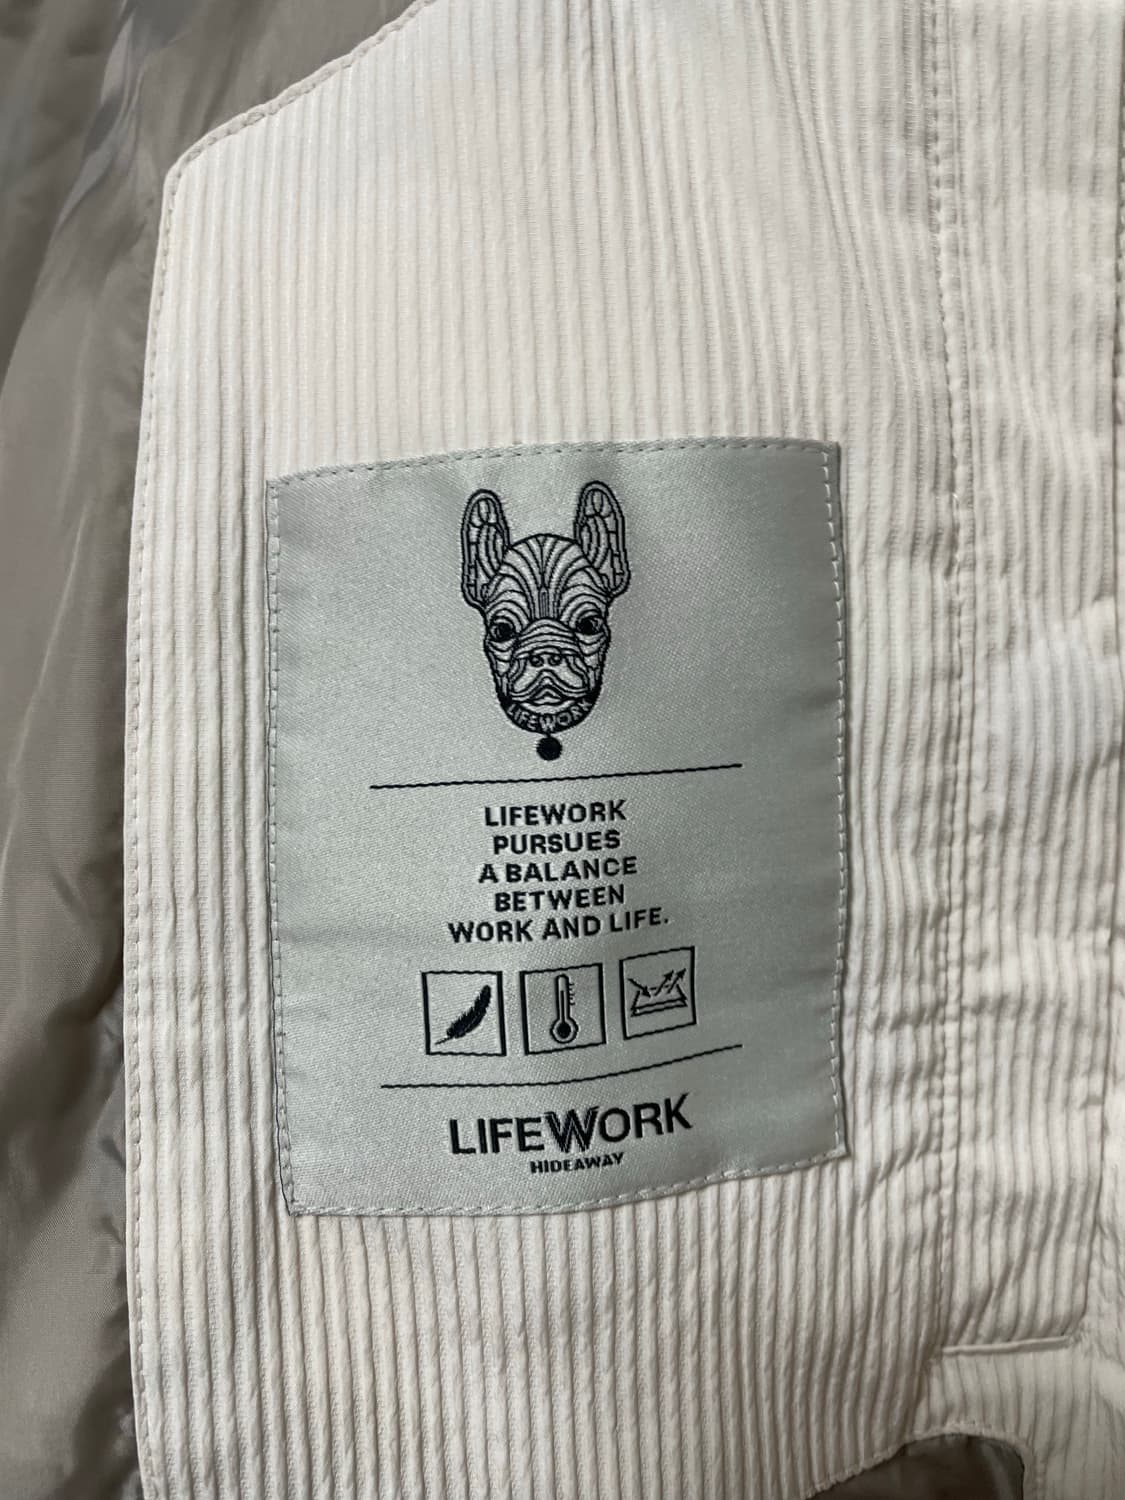 LIFEWORK
LIFEWORK
PURSUES
A BALANCE
BETWEEN
WORK AND LIFE.
LIFEWORK
HIDEAWAY